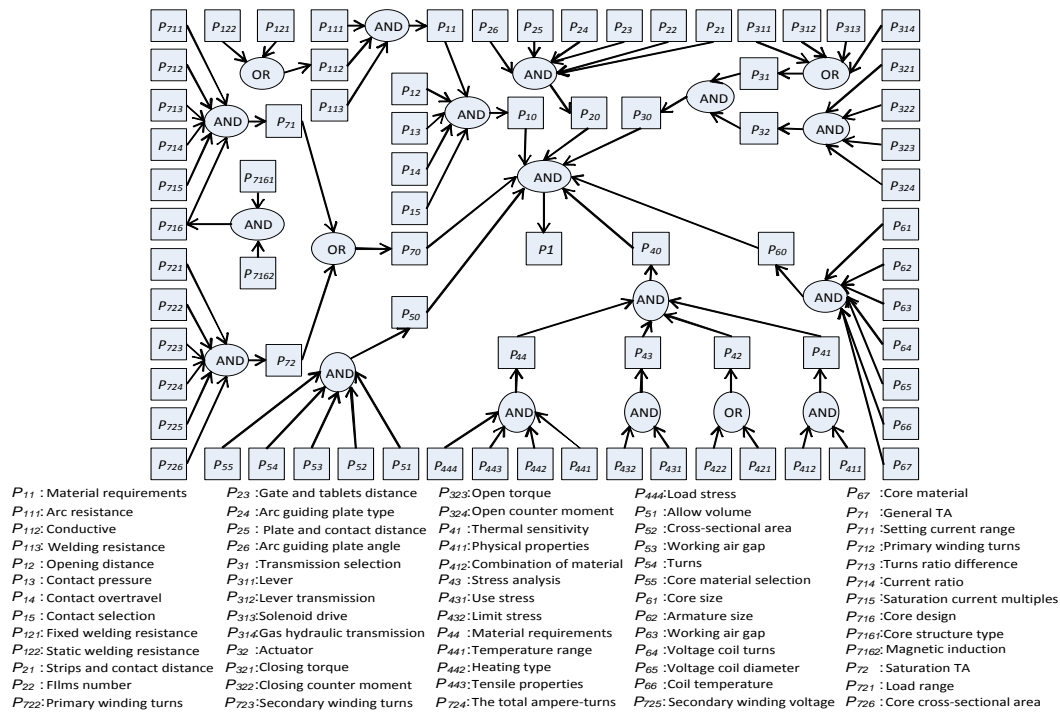 P711 P122 P121 P111 AND P11 P26 P25 P24 P23 P22 P21 P311 P312 P313 P314
P712 OR P112 AND P31 OR P321
P713 P12 AND P322
P113 AND P71 P13 AND P10 P20 P30 P32 AND
P714 P14 P323
P715 P7161 AND P324
P716 AND P15 P61
OR P70 P1 P40 P60
P721 P7162 P62
P722 P50 AND AND P63
P723 AND P72 P44 P43 P42 P41 P64
P724 AND P65
P725 AND AND OR AND P66
P726 P55 P54 P53 P52 P51 P444 P443 P442 P441 P432 P431 P422 P421 P412 P411 P67
P11 : Material requirements P23 :Gate and tablets distance P323 :Open torque P444 :Load stress P67 :Core material
P111 : Arc resistance P24 :Arc guiding plate type P324 :Open counter moment P51 :Allow volume P71 :General TA
P112 : Conductive P25 : Plate and contact distance P41 :Thermal sensitivity P52 :Cross-sectional area P711 :Setting current range
P113: Welding resistance P26 :Arc guiding plate angle P411 :Physical properties P53 :Working air gap P712 :Primary winding turns
P12 : Opening distance P31 :Transmission selection P412 :Combination of material P54 :Turns P713 :Turns ratio difference
P13 : Contact pressure P311 :Lever P43 :Stress analysis P55 :Core material selection P714 :Current ratio
P14 : Contact overtravel P312 :Lever transmission P431 :Use stress P61 :Core size P715 :Saturation current multiples
P15 : Contact selection P313 :Solenoid drive P432 :Limit stress P62 :Armature size P716 :Core design
P121 :Fixed welding resistance P314 :Gas hydraulic transmission P44 :Material requirements P63 :Working air gap P7161 :Core structure type
P122 :Static welding resistance P32 :Actuator P441 :Temperature range P64 :Voltage coil turns P7162 :Magnetic induction
P21 :Strips and contact distance P321 :Closing torque P442 :Heating type P65 :Voltage coil diameter P72 :Saturation TA
P22 :FIlms number P322 :Closing counter moment P443 :Tensile properties P66 :Coil temperature P721 :Load range
P722 :Primary winding turns P723 :Secondary winding turns P724 :The total ampere-turns P725 :Secondary winding voltage P726 :Core cross-sectional area